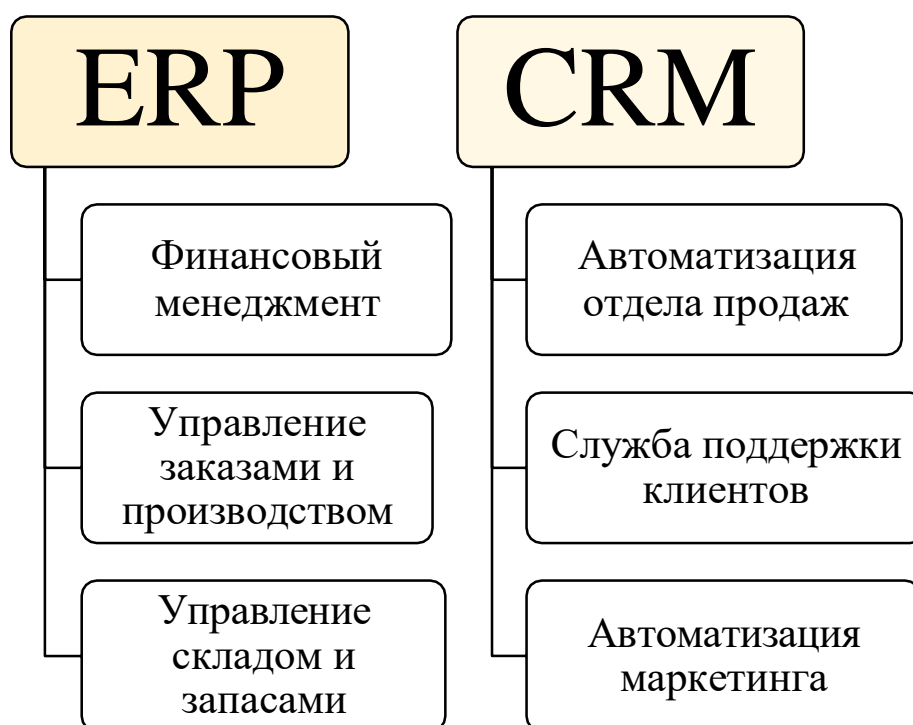 ERP
Финансовый
менеджмент
Управление
заказами и
производством
Управление
складом и
запасами
CRM
Автоматизация
отдела продаж
Служба поддержки
клиентов
Автоматизация
маркетинга